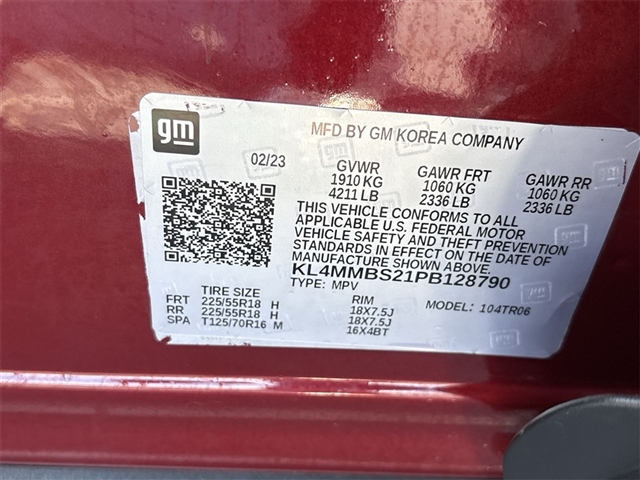 gm
MFD BY GM KOREA COMPANY
02/23
GVWR
1910 KG
4211 LB
GAWR FRT
1060 KG
2336 LB
GAWR RR
1060 KG
2336 LB
THIS VEHICLE CONFORMS TO ALL
APPLICABLE U.S. FEDERAL MOTOR
VEHICLE SAFETY AND THEFT PREVENTION
STANDARDS IN EFFECT ON THE DATE OF
MANUFACTURE SHOWN ABOVE.
KL4MMBS21PB128790
TYPE: MPV
MODEL: 104TR06
TIRE SIZE RIM
FRT 225/55R18 H 18X7.5J
RR 225/55R18 H 18X7.5J
SPA T125/70R16 M 16X4BT